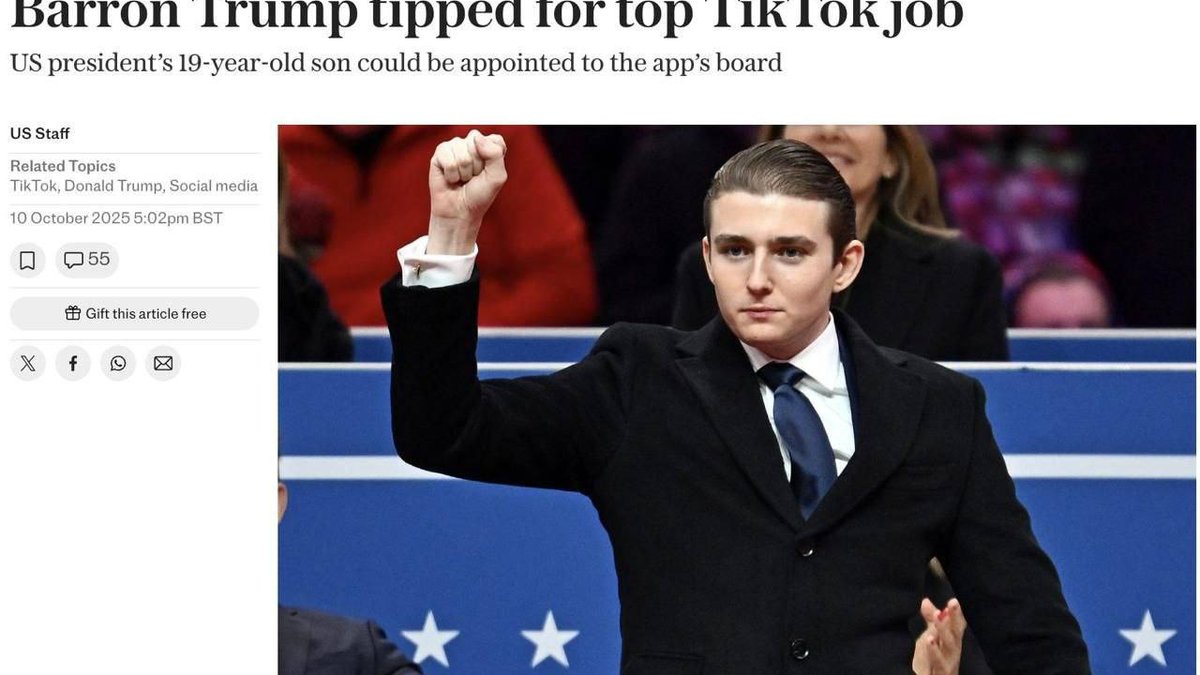 Barron Trump tipped for top TikTok job
US president’s 19-year-old son could be appointed to the app’s board
US Staff
Related Topics
TikTok, Donald Trump, Social media
10 October 2025 5:02pm BST
55
Gift this article free